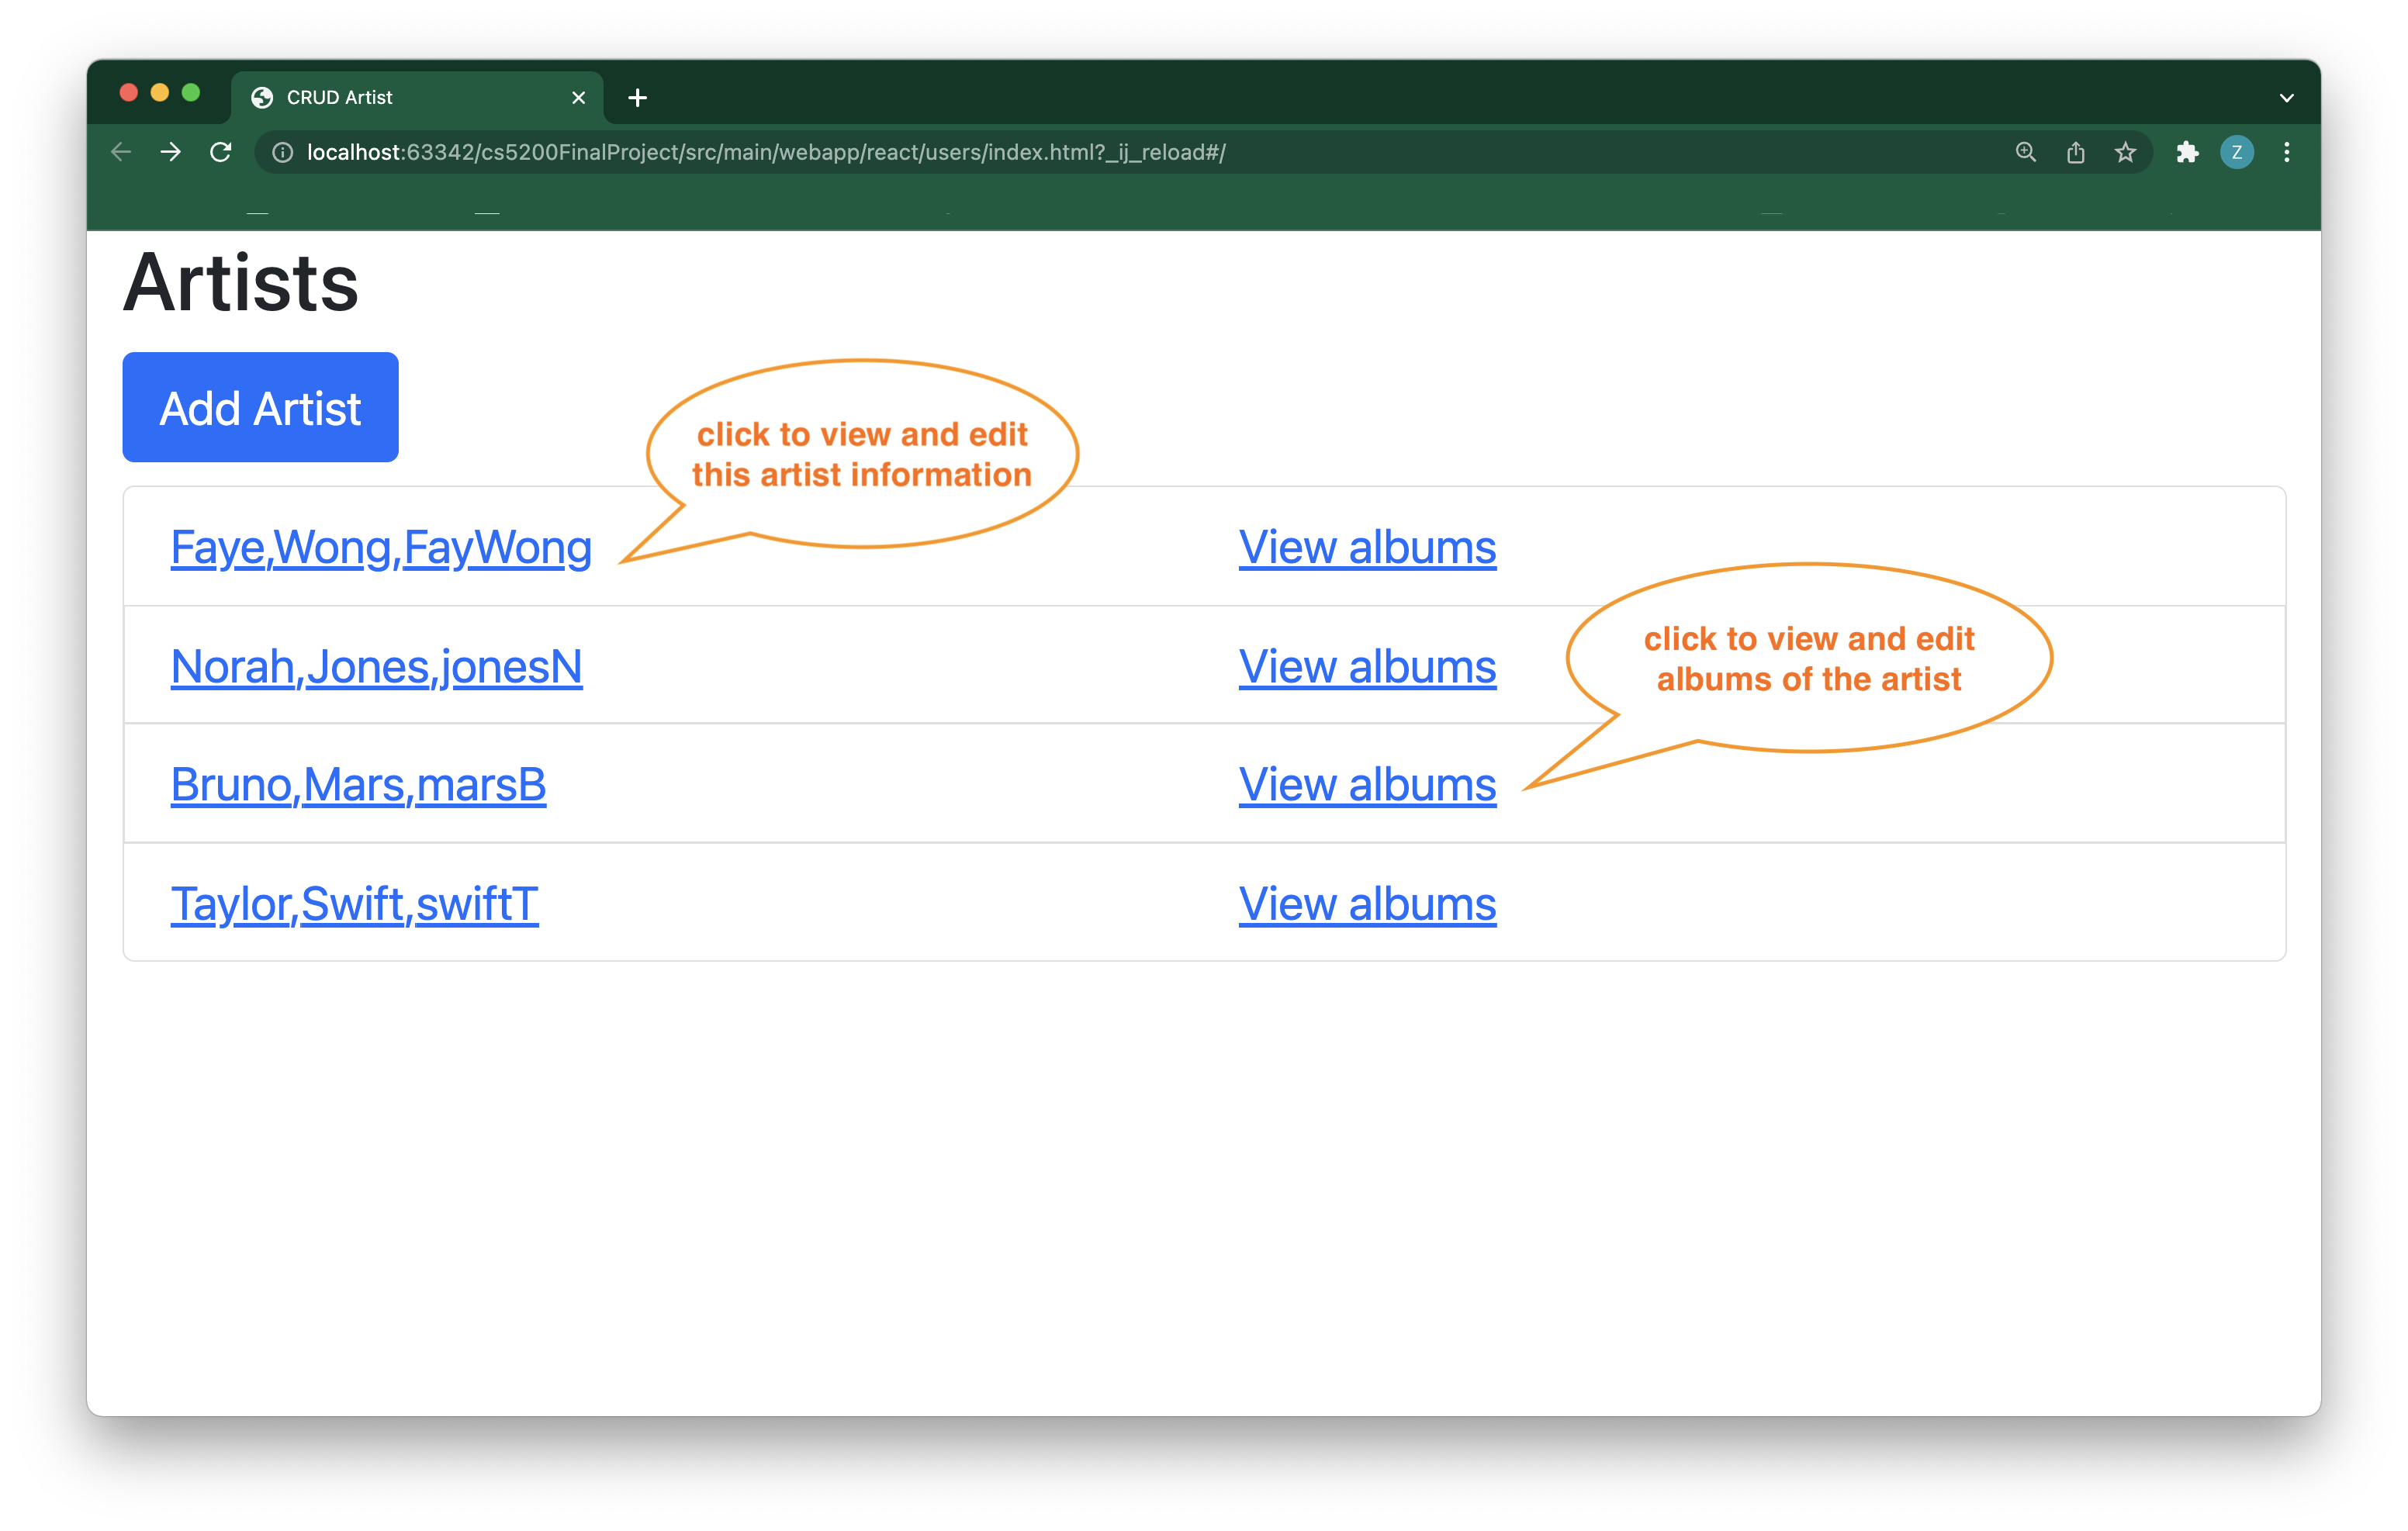 CRUD Artist
localhost:63342/cs5200FinalProject/src/main/webapp/react/users/index.html?_ij_reload#/
Z
Artists
Add Artist
click to view and edit
this artist information
Faye,Wong,FayWong
View albums
click to view and edit
albums of the artist
Norah,Jones,jonesN
View albums
Bruno,Mars,marsB
View albums
Taylor,Swift,swiftT
View albums